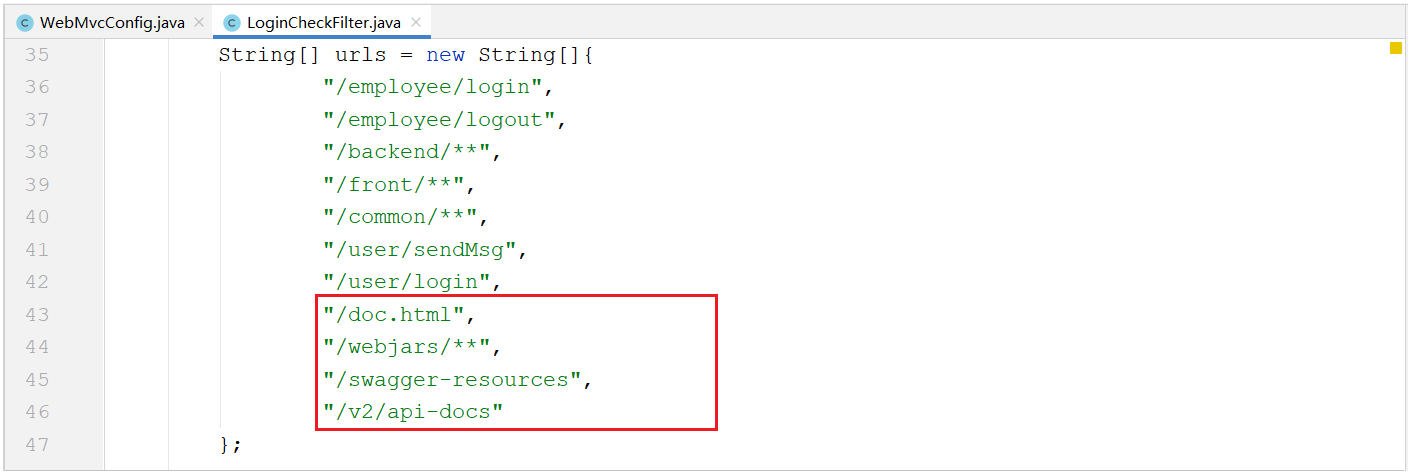 WebMvcConfig.java LoginCheckFilter.java
35 String[] urls = new String[]{
36 "/employee/login",
37 "/employee/logout",
38 "/backend/**",
39 "/front/**",
40 "/common/**",
41 "/user/sendMsg",
42 "/user/login",
43 "/doc.html",
44 "/webjars/**",
45 "/swagger-resources",
46 "/v2/api-docs"
47 };